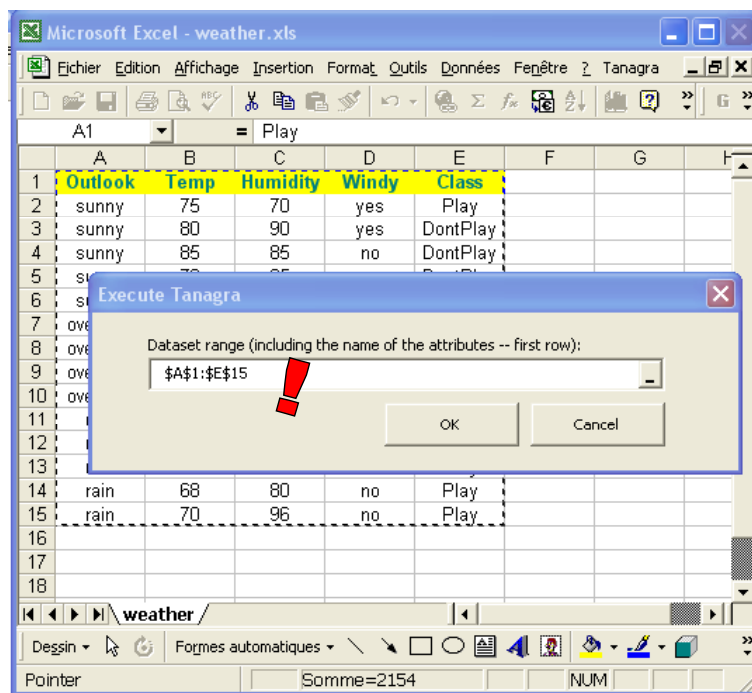 Microsoft Excel - weather.xls
Fichier Edition Affichage Insertion Format Outils Données Fenêtre ? Tanagra
G
A1 = Play
A B C D E F G
1 Outlook Temp Humidity Windy Class
2 sunny 75 70 yes Play
3 sunny 80 90 yes DontPlay
4 sunny 85 85 no DontPlay
5
6
7
8
9
10
11
12
13
Execute Tanagra
Dataset range (including the name of the attributes -- first row):
$A$1:$E$15
OK Cancel
14 rain 68 80 no Play
15 rain 70 96 no Play
16
17
18
weather
Dessin Formes automatiques
Pointer Somme=2154 NUM